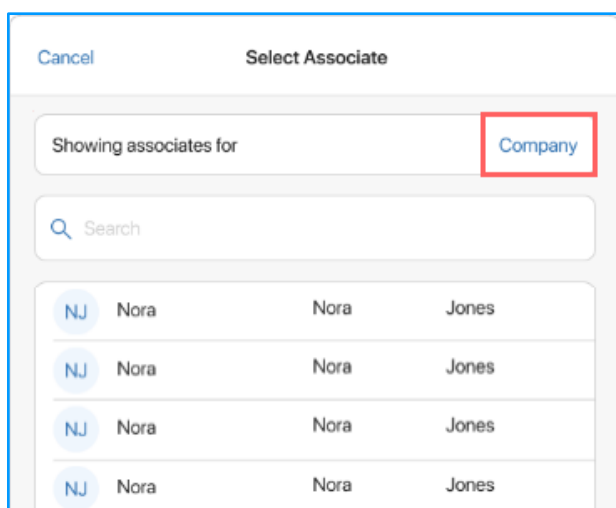 Cancel Select Associate
Showing associates for Company
Search
NJ Nora Nora Jones
NJ Nora Nora Jones
NJ Nora Nora Jones
NJ Nora Nora Jones